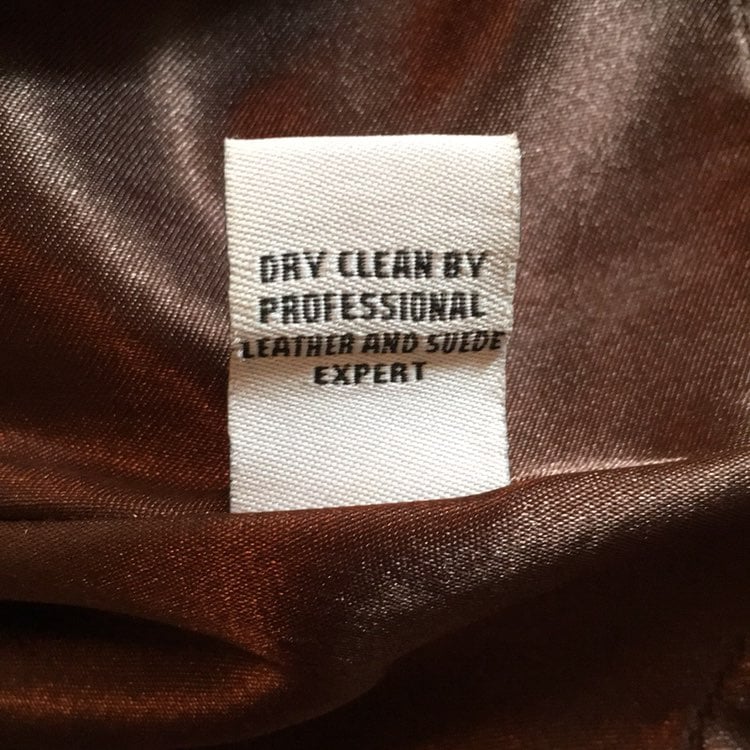 DRY CLEAN BY
PROFESSIONAL
LEATHER AND SUEDE
EXPERT